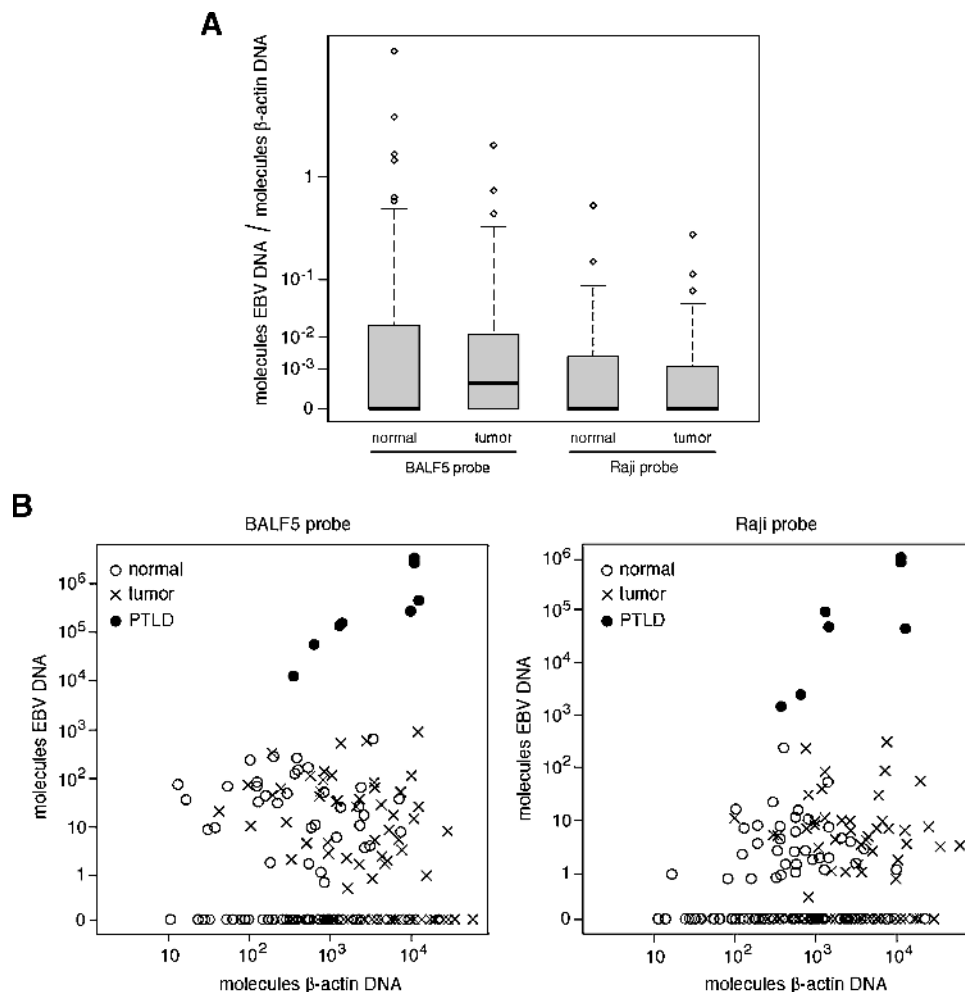 A
molecules EBV DNA / molecules β-actin DNA
1
10-1
10-2
10-3
0
normal tumor normal tumor
BALF5 probe Raji probe
B
BALF5 probe
molecules EBV DNA
106
105
104
103
102
10
1
0
normal
tumor
PTLD
10 102 103 104
molecules β-actin DNA
Raji probe
molecules EBV DNA
106
105
104
103
102
10
1
0
normal
tumor
PTLD
10 102 103 104
molecules β-actin DNA